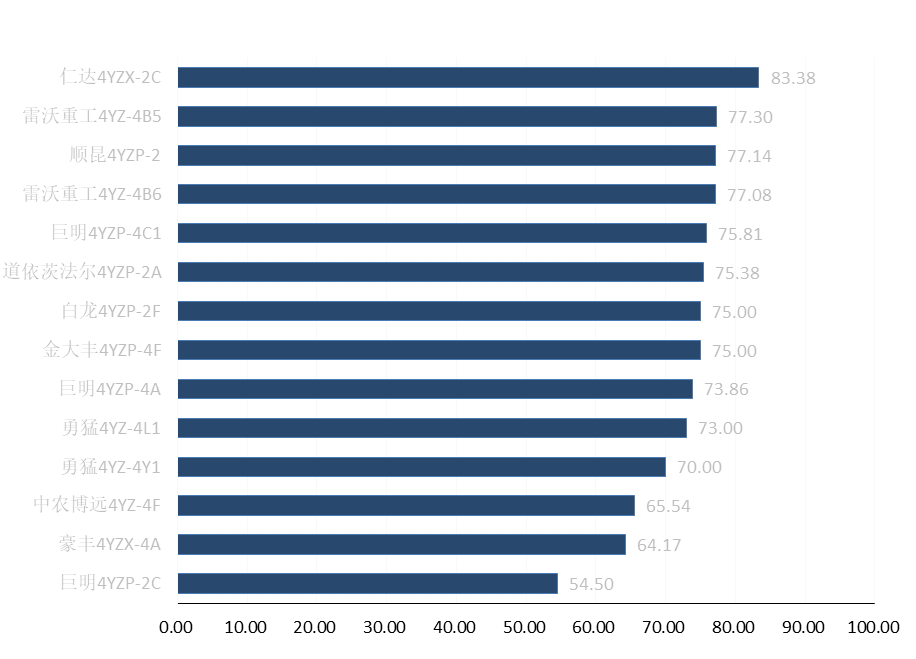 仁达4YZX-2C 83.38
雷沃重工4YZ-4B5 77.30
顺昆4YZP-2 77.14
雷沃重工4YZ-4B6 77.08
巨明4YZP-4C1 75.81
道依茨法尔4YZP-2A 75.38
白龙4YZP-2F 75.00
金大丰4YZP-4F 75.00
巨明4YZP-4A 73.86
勇猛4YZ-4L1 73.00
勇猛4YZ-4Y1 70.00
中农博远4YZ-4F 65.54
豪丰4YZX-4A 64.17
巨明4YZP-2C 54.50
0.00 10.00 20.00 30.00 40.00 50.00 60.00 70.00 80.00 90.00 100.00